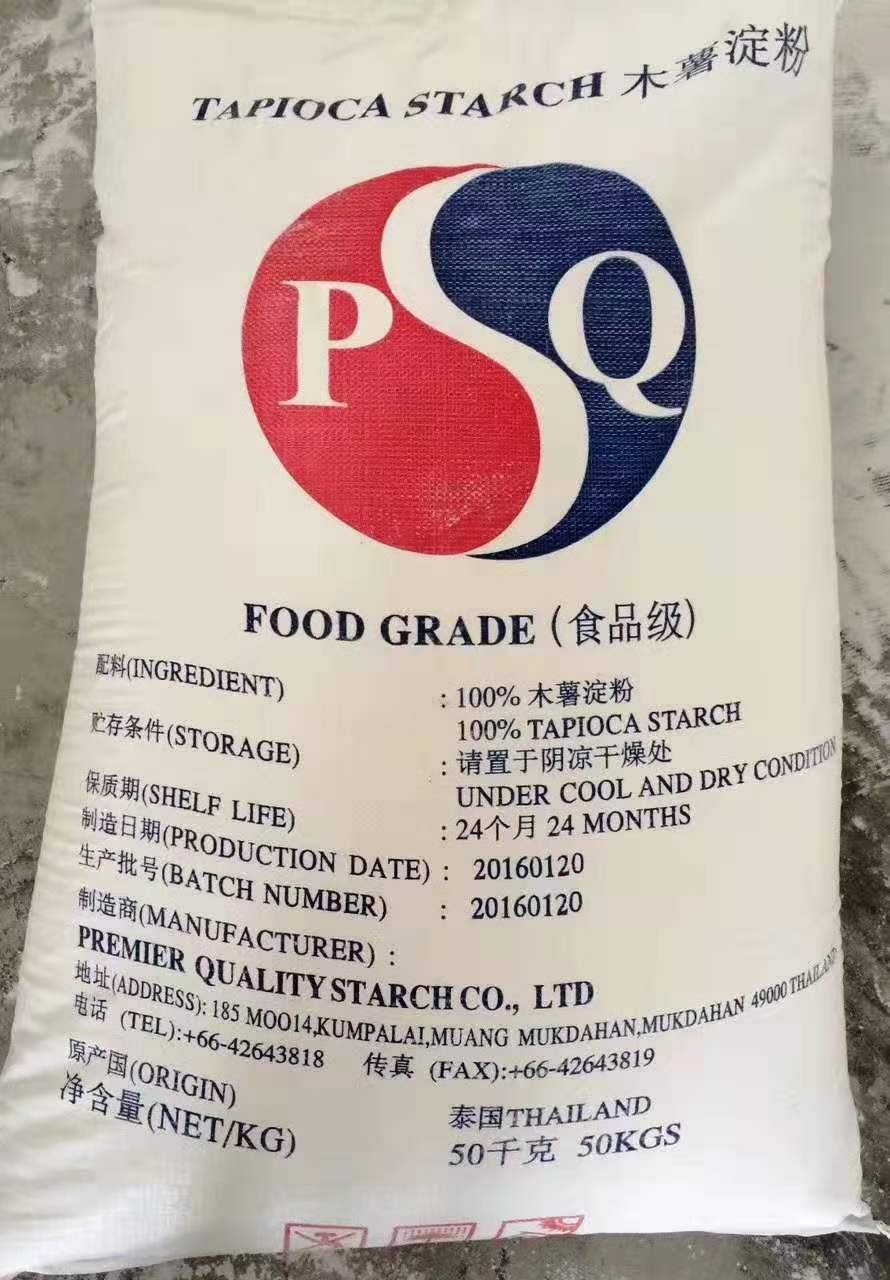 TAPIOCA STARCH 木薯淀粉
PSQ
FOOD GRADE (食品级)
配料(INGREDIENT) : 100% 木薯淀粉
100% TAPIOCA STARCH
贮存条件(STORAGE) : 请置于阴凉干燥处
UNDER COOL AND DRY CONDITION
保质期(SHELF LIFE) : 24个月 24 MONTHS
制造日期(PRODUCTION DATE) : 20160120
生产批号(BATCH NUMBER) : 20160120
制造商(MANUFACTURER) :
PREMIER QUALITY STARCH CO., LTD
地址(ADDRESS): 185 MOO14,KUMPALAI,MUANG MUKDAHAN,MUKDAHAN 49000 THAILAND
电话 (TEL):+66-42643818 传真 (FAX):+66-42643819
原产国(ORIGIN) 泰国THAILAND
净含量(NET/KG) 50千克 50KGS